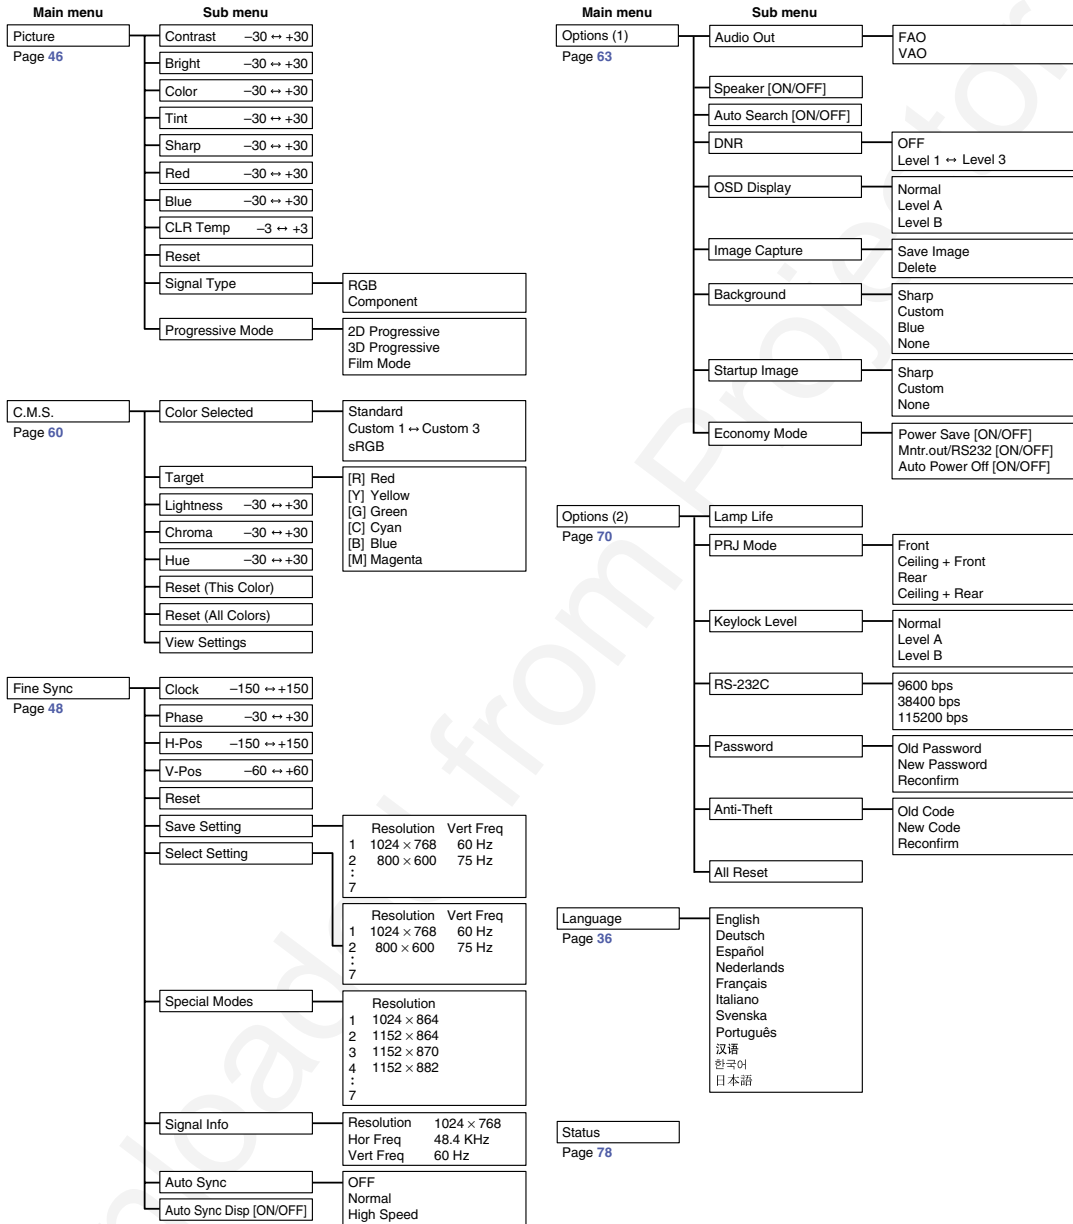 Main menu Sub menu
Picture
Page 46
Contrast −30 ↔ +30
Bright −30 ↔ +30
Color −30 ↔ +30
Tint −30 ↔ +30
Sharp −30 ↔ +30
Red −30 ↔ +30
Blue −30 ↔ +30
CLR Temp −3 ↔ +3
Reset
Signal Type
RGB
Component
Progressive Mode
2D Progressive
3D Progressive
Film Mode
C.M.S.
Page 60
Color Selected
Standard
Custom 1 ↔ Custom 3
sRGB
Target
[R] Red
[Y] Yellow
[G] Green
[C] Cyan
[B] Blue
[M] Magenta
Lightness −30 ↔ +30
Chroma −30 ↔ +30
Hue −30 ↔ +30
Reset (This Color)
Reset (All Colors)
View Settings
Fine Sync
Page 48
Clock −150 ↔ +150
Phase −30 ↔ +30
H-Pos −150 ↔ +150
V-Pos −60 ↔ +60
Reset
Save Setting
Resolution Vert Freq
1 1024 × 768 60 Hz
2 800 × 600 75 Hz
:
7
Select Setting
Resolution Vert Freq
1 1024 × 768 60 Hz
2 800 × 600 75 Hz
:
7
Special Modes
Resolution
1 1024 × 864
2 1152 × 864
3 1152 × 870
4 1152 × 882
:
7
Signal Info
Resolution 1024 × 768
Hor Freq 48.4 KHz
Vert Freq 60 Hz
Auto Sync
OFF
Normal
High Speed
Auto Sync Disp [ON/OFF]
Main menu Sub menu
Options (1)
Page 63
Audio Out
FAO
VAO
Speaker [ON/OFF]
Auto Search [ON/OFF]
DNR
OFF
Level 1 ↔ Level 3
OSD Display
Normal
Level A
Level B
Image Capture
Save Image
Delete
Background
Sharp
Custom
Blue
None
Startup Image
Sharp
Custom
None
Economy Mode
Power Save [ON/OFF]
Mntr.out/RS232 [ON/OFF]
Auto Power Off [ON/OFF]
Options (2)
Page 70
Lamp Life
PRJ Mode
Front
Ceiling + Front
Rear
Ceiling + Rear
Keylock Level
Normal
Level A
Level B
RS-232C
9600 bps
38400 bps
115200 bps
Password
Old Password
New Password
Reconfirm
Anti-Theft
Old Code
New Code
Reconfirm
All Reset
Language
Page 36
English
Deutsch
Español
Nederlands
Français
Italiano
Svenska
Português
汉语
한국어
日本語
Status
Page 78